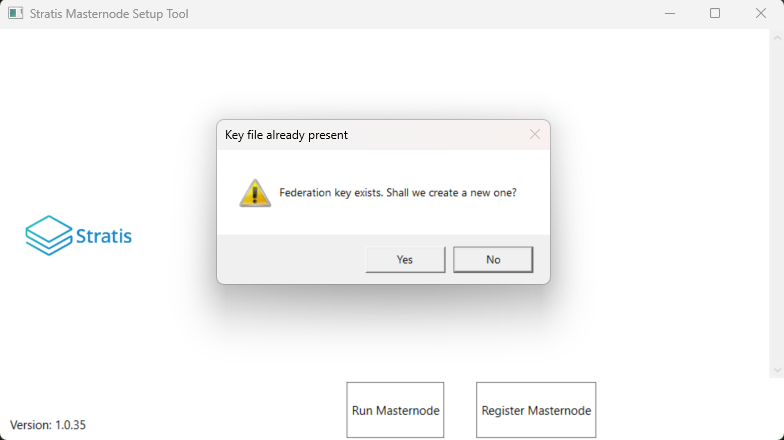 Stratis Masternode Setup Tool
Key file already present
Federation key exists. Shall we create a new one?
Stratis
Yes
No
Run Masternode
Register Masternode
Version: 1.0.35